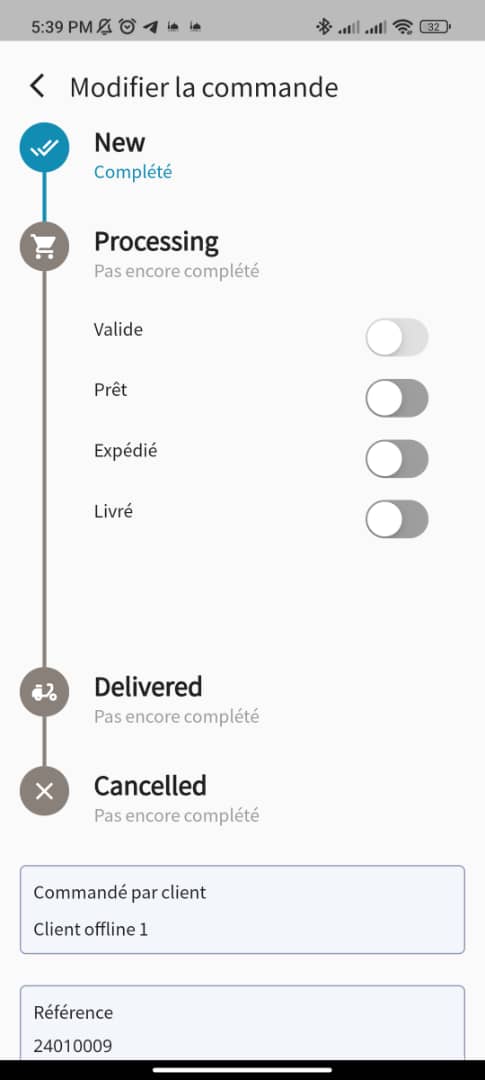 5:39 PM
32
Modifier la commande
New
Complété
Processing
Pas encore complété
Valide
Prêt
Expédié
Livré
Delivered
Pas encore complété
Cancelled
Pas encore complété
Commandé par client
Client offline 1
Référence
24010009